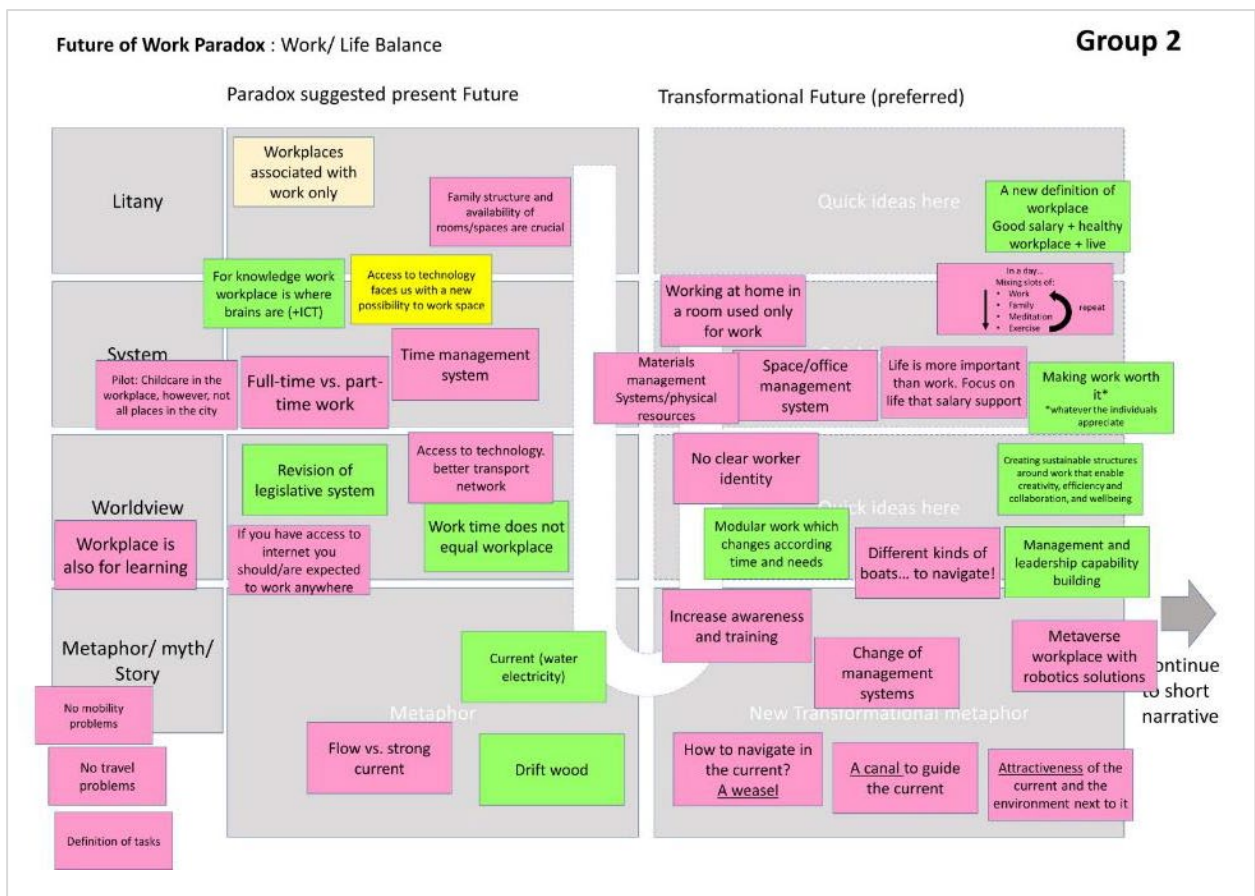 Future of Work Paradox : Work/ Life Balance
Group 2
Paradox suggested present Future
Transformational Future (preferred)
Litany
Workplaces
associated with
work only
Family structure and
availability of
rooms/spaces are crucial
Quick ideas here
A new definition of
workplace
Good salary + healthy
workplace + live
System
For knowledge work
workplace is where
brains are (+ICT)
Access to technology
faces us with a new
possibility to work space
Time management
system
Pilot: Childcare in the
workplace, however, not
all places in the city
Full-time vs. part-
time work
Working at home in
a room used only
for work
In a day...
Mixing slots of:
• Work
• Family
• Meditation
• Exercise
repeat
Materials
management
Systems/physical
resources
Space/office
management
system
Life is more important
than work. Focus on
life that salary support
Making work worth
it*
*whatever the individuals
appreciate
Worldview
Revision of
legislative system
Access to technology.
better transport
network
Workplace is
also for learning
If you have access to
internet you
should/are expected
to work anywhere
Work time does not
equal workplace
No clear worker
identity
Quick ideas here
Creating sustainable structures
around work that enable
creativity, efficiency and
collaboration, and wellbeing
Modular work which
changes according
time and needs
Different kinds of
boats... to navigate!
Management and
leadership capability
building
Metaphor/ myth/
Story
No mobility
problems
No travel
problems
Definition of tasks
Current (water
electricity)
Metaphor
Flow vs. strong
current
Drift wood
Increase awareness
and training
Change of
management
systems
Metaverse
workplace with
robotics solutions
New Transformational metaphor
How to navigate in
the current?
A weasel
A canal to guide
the current
Attractiveness of the
current and the
environment next to it
ontinue
to short
narrative